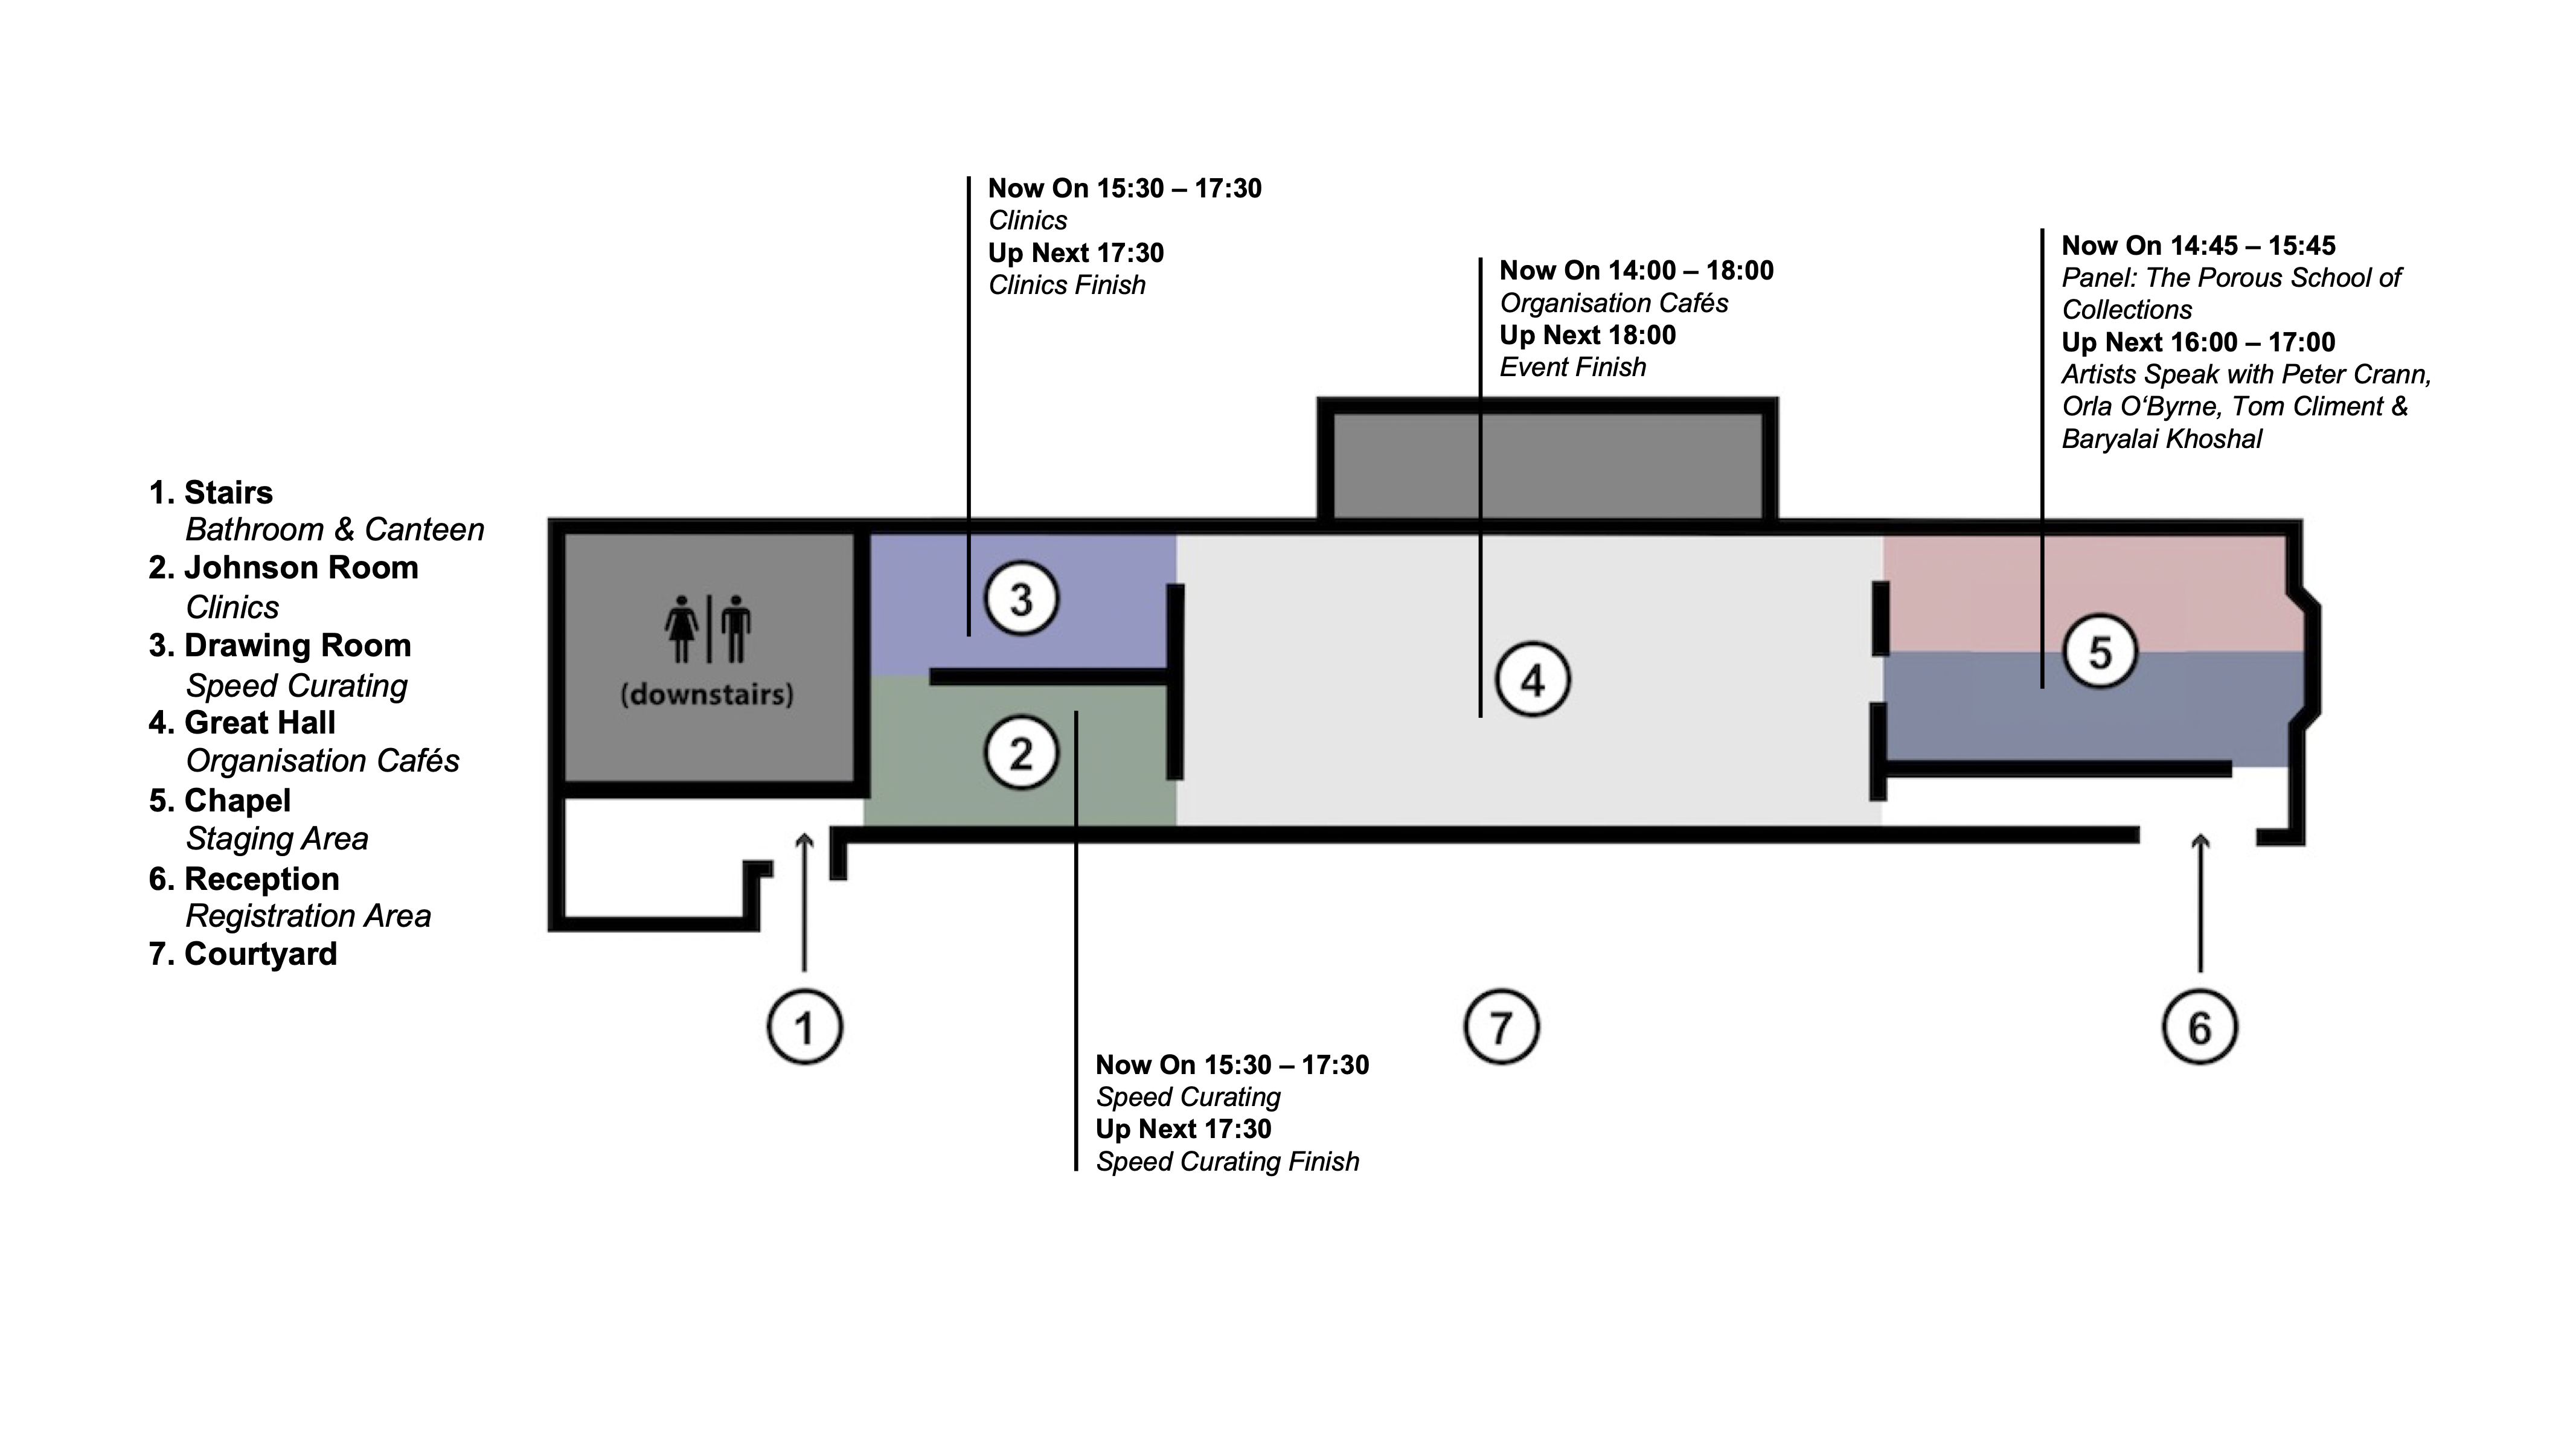 Now On 15:30 – 17:30
Clinics
Up Next 17:30
Clinics Finish
Now On 14:00 – 18:00
Organisation Cafés
Up Next 18:00
Event Finish
Now On 14:45 – 15:45
Panel: The Porous School of
Collections
Up Next 16:00 – 17:00
Artists Speak with Peter Crann,
Orla O‘Byrne, Tom Climent &
Baryalai Khoshal
1. Stairs
Bathroom & Canteen
2. Johnson Room
Clinics
3. Drawing Room
Speed Curating
4. Great Hall
Organisation Cafés
5. Chapel
Staging Area
6. Reception
Registration Area
7. Courtyard
(downstairs)
3
2
4
5
1
7
6
Now On 15:30 – 17:30
Speed Curating
Up Next 17:30
Speed Curating Finish